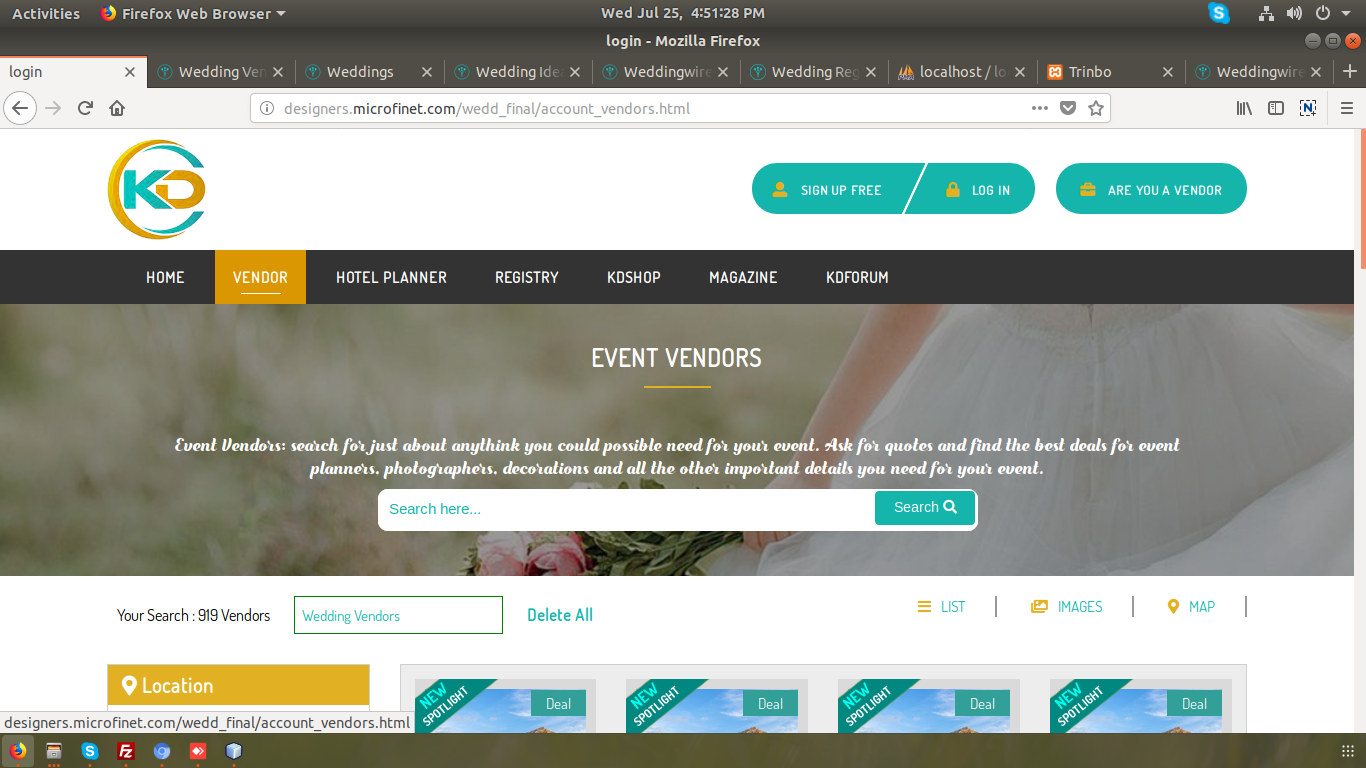 Activities Firefox Web Browser Wed Jul 25, 4:51:28 PM
login - Mozilla Firefox
login Wedding Ven Weddings Wedding Idea Weddingwire Wedding Reg localhost / lo Trinbo Weddingwire
designers.microfinet.com/wedd_final/account_vendors.html
KD SIGN UP FREE LOG IN ARE YOU A VENDOR
HOME VENDOR HOTEL PLANNER REGISTRY KDSHOP MAGAZINE KDFORUM
EVENT VENDORS
Event Vendors: search for just about anythink you could possible need for your event. Ask for quotes and find the best deals for event
planners, photographers, decorations and all the other important details you need for your event.
Search here... Search
Your Search : 919 Vendors Wedding Vendors Delete All LIST IMAGES MAP
Location
NEW SPOTLIGHT Deal NEW SPOTLIGHT Deal NEW SPOTLIGHT Deal NEW SPOTLIGHT Deal
designers.microfinet.com/wedd_final/account_vendors.html